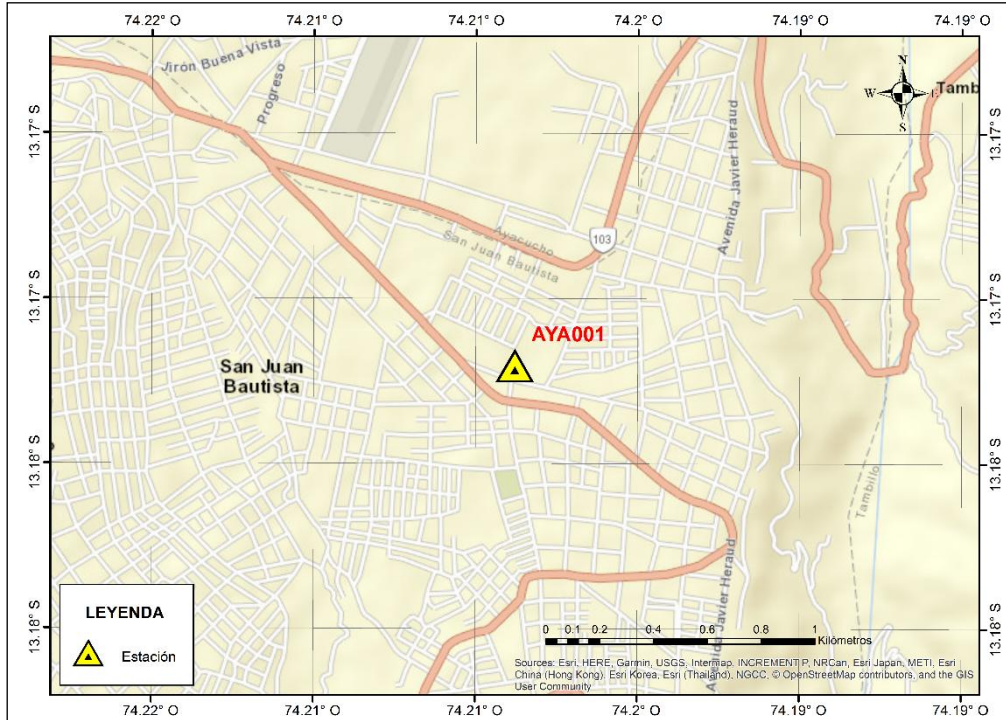 74.22° O 74.21° O 74.21° O 74.2° O 74.19° O 74.19° O
Jirón Buena Vista
Progreso
Avenida Javier Heraud
N
W E
S
Tamb
13.17° S
13.17° S
Ayacucho
San Juan Bautista
103
13.17° S
13.17° S
AYA001
San Juan
Bautista
13.18° S
13.18° S
Tambillo
Avenida Javier Heraud
LEYENDA
Estación
13.18° S
13.18° S
0 0.1 0.2 0.4 0.6 0.8 1
Kilómetros
Sources: Esri, HERE, Garmin, USGS, Intermap, INCREMENT P, NRCan, Esri Japan, METI, Esri
China (Hong Kong), Esri Korea, Esri (Thailand), NGCC, © OpenStreetMap contributors, and the GIS
User Community
74.22° O 74.21° O 74.21° O 74.2° O 74.19° O 74.19° O